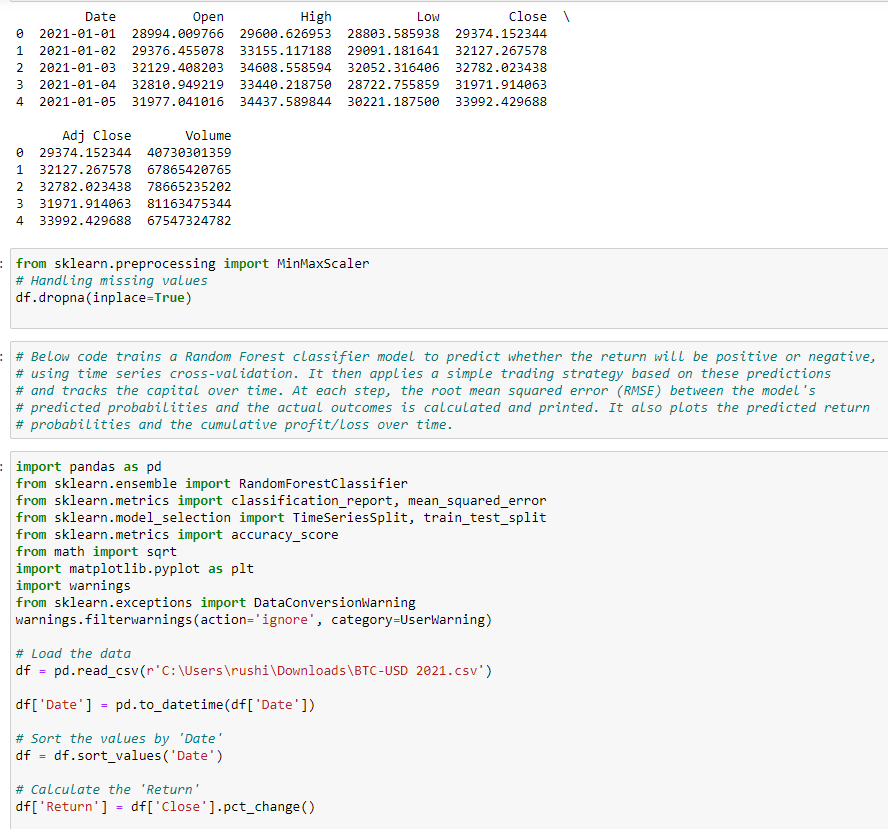 Date          Open          High           Low         Close  \
0 2021-01-01  28994.009766  29600.626953  28803.585938  29374.152344
1 2021-01-02  29376.455078  33155.117188  29091.181641  32127.267578
2 2021-01-03  32129.408203  34608.558594  32052.316406  32782.023438
3 2021-01-04  32810.949219  33440.218750  28722.755859  31971.914063
4 2021-01-05  31977.041016  34437.589844  30221.187500  33992.429688
      Adj Close       Volume
0  29374.152344  40730301359
1  32127.267578  67865420765
2  32782.023438  78665235202
3  31971.914063  81163475344
4  33992.429688  67547324782
: from sklearn.preprocessing import MinMaxScaler
# Handling missing values
df.dropna(inplace=True)
: # Below code trains a Random Forest classifier model to predict whether the return will be positive or negative,
# using time series cross-validation. It then applies a simple trading strategy based on these predictions
# and tracks the capital over time. At each step, the root mean squared error (RMSE) between the model's
# predicted probabilities and the actual outcomes is calculated and printed. It also plots the predicted return
# probabilities and the cumulative profit/loss over time.
: import pandas as pd
from sklearn.ensemble import RandomForestClassifier
from sklearn.metrics import classification_report, mean_squared_error
from sklearn.model_selection import TimeSeriesSplit, train_test_split
from sklearn.metrics import accuracy_score
from math import sqrt
import matplotlib.pyplot as plt
import warnings
from sklearn.exceptions import DataConversionWarning
warnings.filterwarnings(action='ignore', category=UserWarning)
# Load the data
df = pd.read_csv(r'C:\Users\rushi\Downloads\BTC-USD 2021.csv')
df['Date'] = pd.to_datetime(df['Date'])
# Sort the values by 'Date'
df = df.sort_values('Date')
# Calculate the 'Return'
df['Return'] = df['Close'].pct_change()